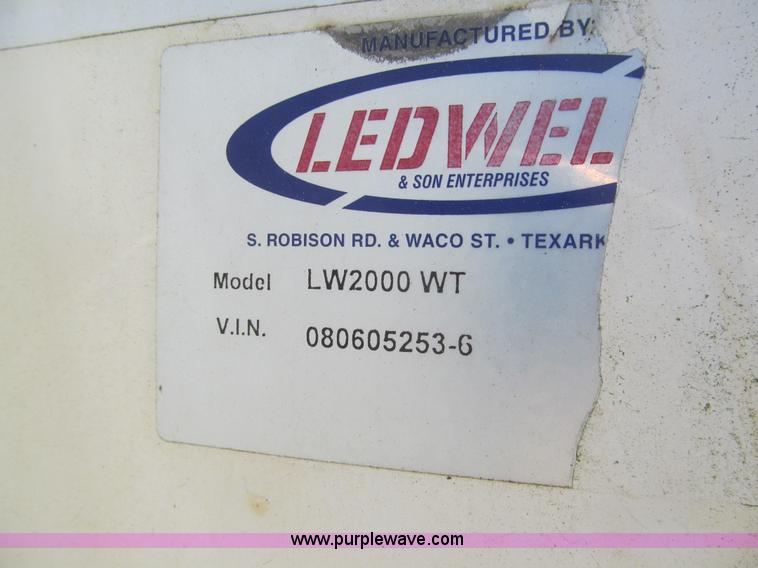 MANUFACTURED BY:
LEDWEL
& SON ENTERPRISES
S. ROBISON RD. & WACO ST. • TEXARK
Model LW2000 WT
V.I.N. 080605253-6
www.purplewave.com